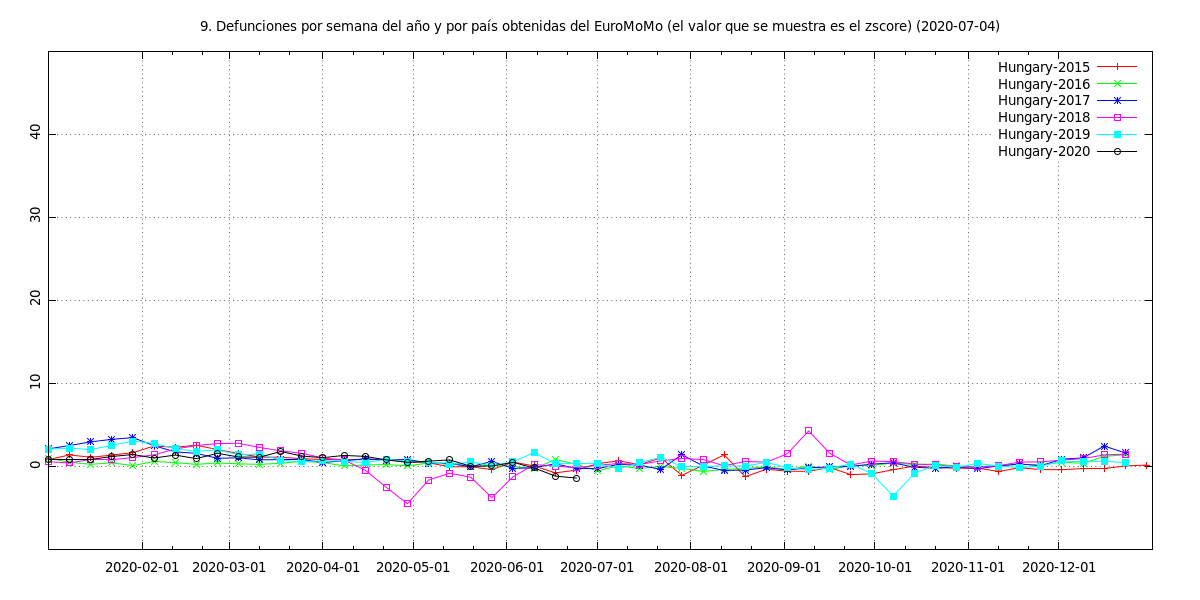 9. Defunciones por semana del año y por país obtenidas del EuroMoMo (el valor que se muestra es el zscore) (2020-07-04)
Hungary-2015
Hungary-2016
Hungary-2017
Hungary-2018
Hungary-2019
Hungary-2020
40
30
20
10
0
2020-02-01 2020-03-01 2020-04-01 2020-05-01 2020-06-01 2020-07-01 2020-08-01 2020-09-01 2020-10-01 2020-11-01 2020-12-01